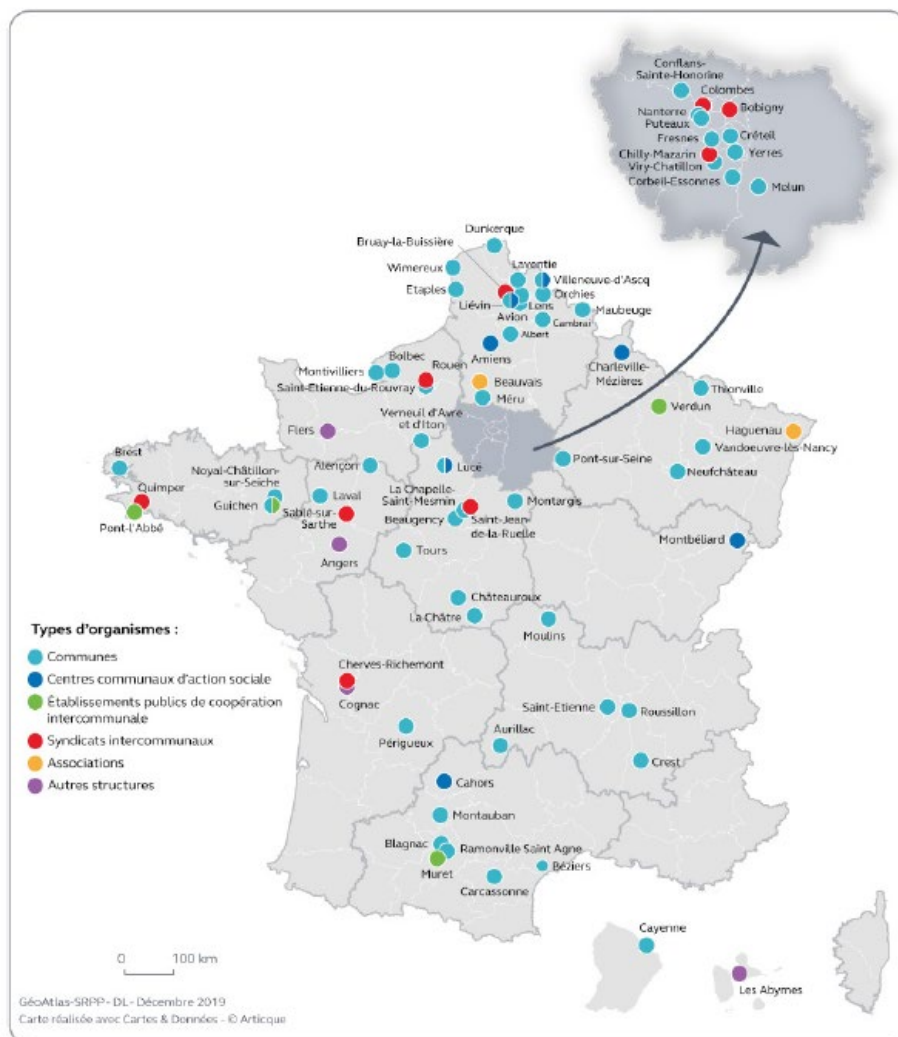 Conflans-
Sainte-Honorine
Colombes
Bobigny
Nanterre
Puteaux
Fresnes
Créteil
Chilly-Mazarin
Yerres
Viry-Chatillon
Corbeil-Essonnes
Melun
Dunkerque
Bruay-la-Buissière
Wimereux
Laventie
Villeneuve-d'Ascq
Etaples
Orchies
Liévin
Lens
Maubeuge
Avion
Cambrai
Albert
Amiens
Charleville-
Mézières
Bolbec
Rouen
Montivilliers
Beauvais
Thionville
Saint-Etienne-du-Rouvray
Méru
Verdun
Verneuil d'Avre
et d'Iton
Haguenau
Flers
Vandoeuvre-lès-Nancy
Brest
Noyal-Châtillon-
sur-Seiche
Alençon
Lucé
Pont-sur-Seine
Neufchâteau
Quimper
Laval
La Chapelle-
Saint-Mesmin
Montargis
Guichen
Sablé-sur-
Sarthe
Beaugency
Saint-Jean-
de-la-Ruelle
Pont-l'Abbé
Angers
Tours
Montbéliard
Châteauroux
La Châtre
Moulins
Types d'organismes :
Communes
Centres communaux d'action sociale
Établissements publics de coopération
intercommunale
Syndicats intercommunaux
Associations
Autres structures
Cherves-Richemont
Cognac
Saint-Etienne
Roussillon
Périgueux
Aurillac
Crest
Cahors
Montauban
Blagnac
Ramonville Saint Agne
Muret
Béziers
Carcassonne
Cayenne
Les Abymes
0 100 km
GéoAtlas-SRPP- DL- Décembre 2019
Carte réalisée avec Cartes & Données - © Articque